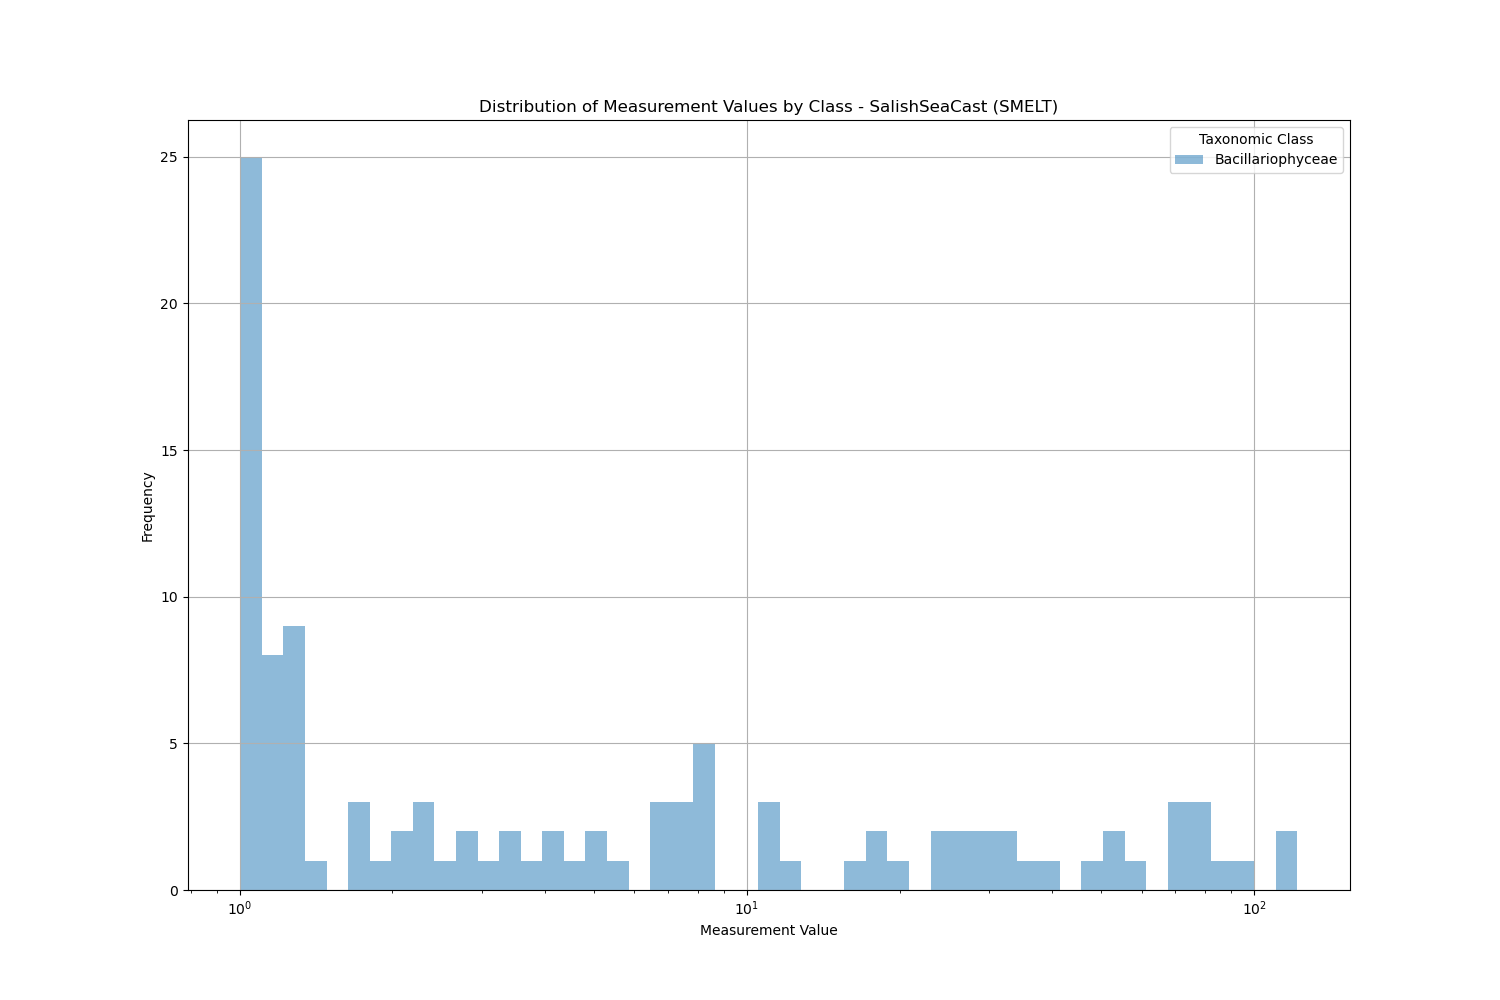 Distribution of Measurement Values by Class - SalishSeaCast (SMELT)
Taxonomic Class
Bacillariophyceae
25
20
15
10
5
0
Frequency
10⁰
10¹
10²
Measurement Value